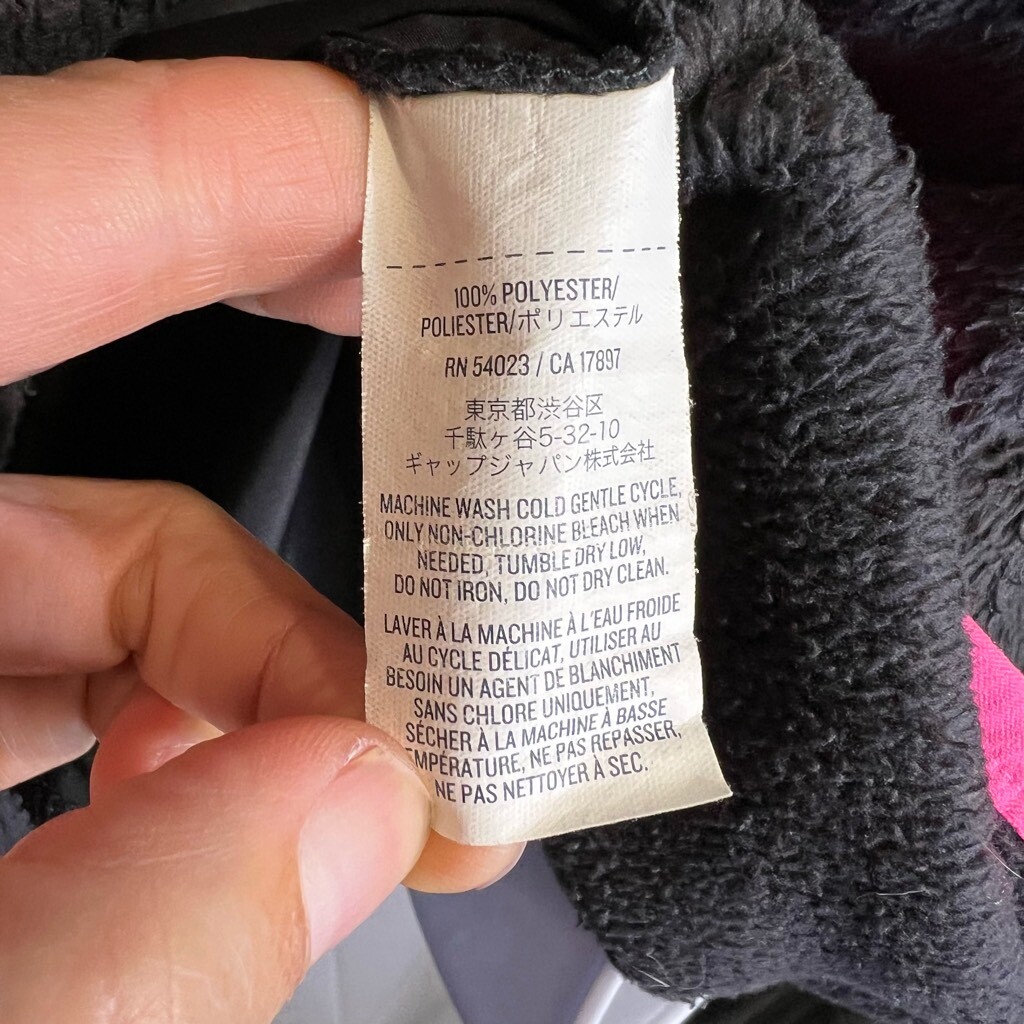 100% POLYESTER/
POLIESTER/ポリエステル
RN 54023 / CA 17897
東京都渋谷区
千駄ヶ谷5-32-10
ギャップジャパン株式会社
MACHINE WASH COLD GENTLE CYCLE,
ONLY NON-CHLORINE BLEACH WHEN
NEEDED, TUMBLE DRY LOW,
DO NOT IRON, DO NOT DRY CLEAN.
LAVER À LA MACHINE À L'EAU FROIDE
AU CYCLE DÉLICAT, UTILISER AU
BESOIN UN AGENT DE BLANCHIMENT
SANS CHLORE UNIQUEMENT,
SÉCHER À LA MACHINE À BASSE
EMPÉRATURE, NE PAS REPASSER,
NE PAS NETTOYER À SEC.